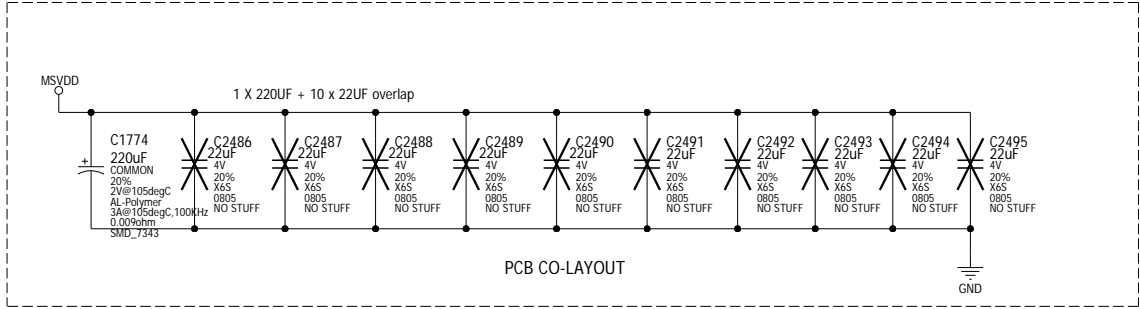 MSVDD
1 X 220UF + 10 x 22UF overlap
C1774
220uF
COMMON
20%
2V@105degC
AL-Polymer
3A@105degC,100KHz
0.009ohm
SMD_7343
+
C2486
22uF
4V
20%
X6S
0805
NO STUFF
C2487
22uF
4V
20%
X6S
0805
NO STUFF
C2488
22uF
4V
20%
X6S
0805
NO STUFF
C2489
22uF
4V
20%
X6S
0805
NO STUFF
C2490
22uF
4V
20%
X6S
0805
NO STUFF
C2491
22uF
4V
20%
X6S
0805
NO STUFF
C2492
22uF
4V
20%
X6S
0805
NO STUFF
C2493
22uF
4V
20%
X6S
0805
NO STUFF
C2494
22uF
4V
20%
X6S
0805
NO STUFF
C2495
22uF
4V
20%
X6S
0805
NO STUFF
PCB CO-LAYOUT
GND